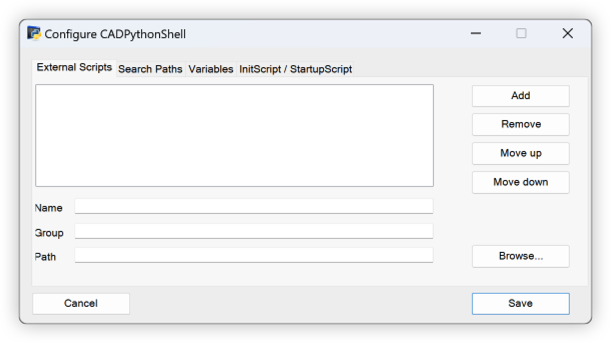 Configure CADPythonShell
External Scripts Search Paths Variables InitScript / StartupScript
Add
Remove
Move up
Move down
Name
Group
Path
Browse...
Cancel
Save